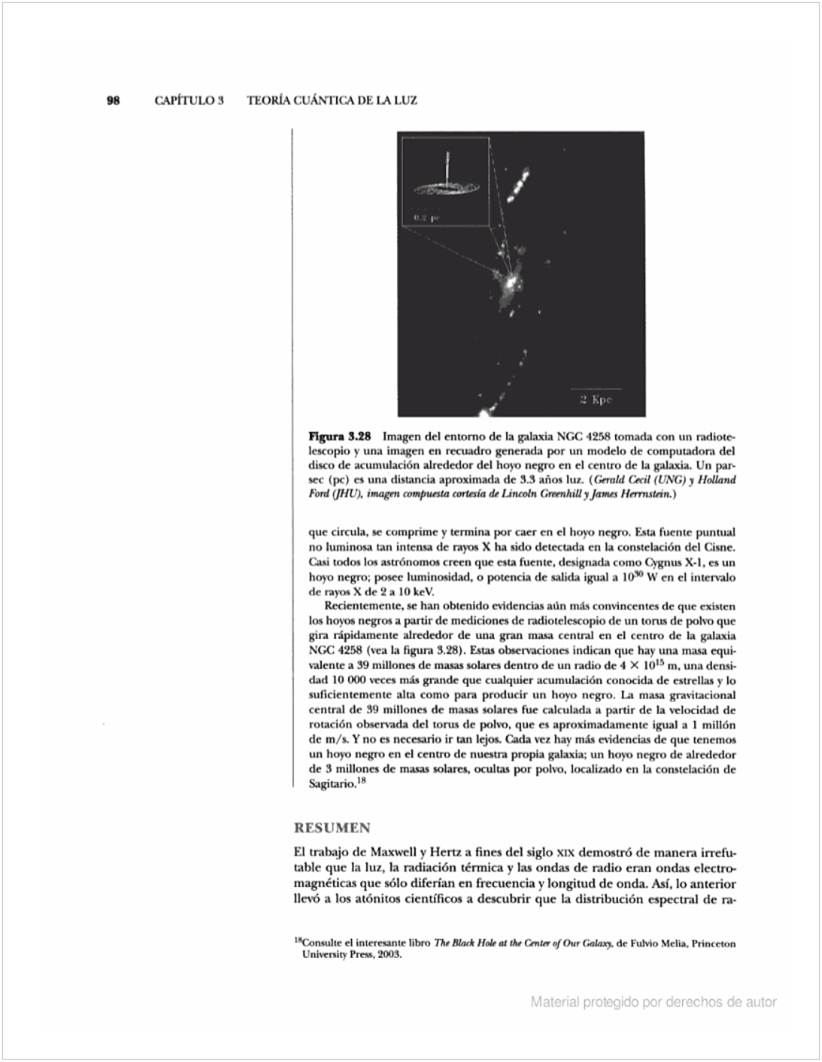 98 CAPÍTULO 3 TEORÍA CUÁNTICA DE LA LUZ
0.2 pc
2 Kpc
Figura 3.28 Imagen del entorno de la galaxia NGC 4258 tomada con un radiote-
lescopio y una imagen en recuadro generada por un modelo de computadora del
disco de acumulación alrededor del hoyo negro en el centro de la galaxia. Un par-
sec (pc) es una distancia aproximada de 3.3 años luz. (Gerald Cecil (UNG) y Holland
Ford (JHU), imagen compuesta cortesía de Lincoln Greenhill y James Herrnstein.)
que circula, se comprime y termina por caer en el hoyo negro. Esta fuente puntual
no luminosa tan intensa de rayos X ha sido detectada en la constelación del Cisne.
Casi todos los astrónomos creen que esta fuente, designada como Cygnus X-1, es un
hoyo negro; posee luminosidad, o potencia de salida igual a 10³⁰ W en el intervalo
de rayos X de 2 a 10 keV.
Recientemente, se han obtenido evidencias aún más convincentes de que existen
los hoyos negros a partir de mediciones de radiotelescopio de un torus de polvo que
gira rápidamente alrededor de una gran masa central en el centro de la galaxia
NGC 4258 (vea la figura 3.28). Estas observaciones indican que hay una masa equi-
valente a 39 millones de masas solares dentro de un radio de 4 × 10¹⁵ m, una densi-
dad 10 000 veces más grande que cualquier acumulación conocida de estrellas y lo
suficientemente alta como para producir un hoyo negro. La masa gravitacional
central de 39 millones de masas solares fue calculada a partir de la velocidad de
rotación observada del torus de polvo, que es aproximadamente igual a 1 millón
de m/s. Y no es necesario ir tan lejos. Cada vez hay más evidencias de que tenemos
un hoyo negro en el centro de nuestra propia galaxia; un hoyo negro de alrededor
de 3 millones de masas solares, ocultas por polvo, localizado en la constelación de
Sagitario.¹⁸
RESUMEN
El trabajo de Maxwell y Hertz a fines del siglo XIX demostró de manera irrefu-
table que la luz, la radiación térmica y las ondas de radio eran ondas electro-
magnéticas que sólo diferían en frecuencia y longitud de onda. Así, lo anterior
llevó a los atónitos científicos a descubrir que la distribución espectral de ra-
¹⁸Consulte el interesante libro The Black Hole at the Center of Our Galaxy, de Fulvio Melia, Princeton
University Press, 2003.
Material protegido por derechos de autor